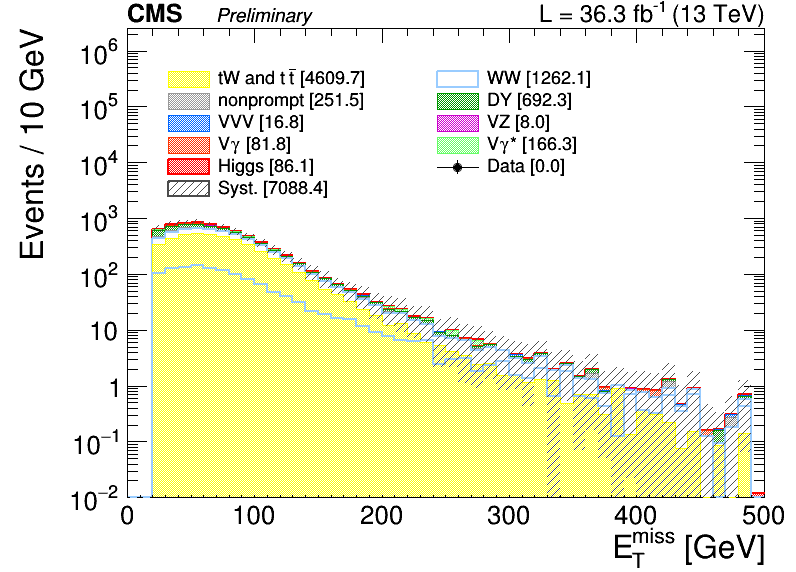 CMS Preliminary L = 36.3 fb⁻¹ (13 TeV)
Events / 10 GeV
10⁶
10⁵
10⁴
10³
10²
10
1
10⁻¹
10⁻²
tW and tt̄ [4609.7]
WW [1262.1]
nonprompt [251.5]
DY [692.3]
VVV [16.8]
VZ [8.0]
Vγ [81.8]
Vγ* [166.3]
Higgs [86.1]
Data [0.0]
Syst. [7088.4]
0 100 200 300 400 500
E_T^miss [GeV]